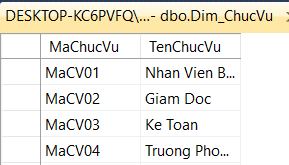 DESKTOP-KC6PVFQ\...- dbo.Dim_ChucVu
MaChucVu TenChucVu
MaCV01 Nhan Vien B...
MaCV02 Giam Doc
MaCV03 Ke Toan
MaCV04 Truong Pho...